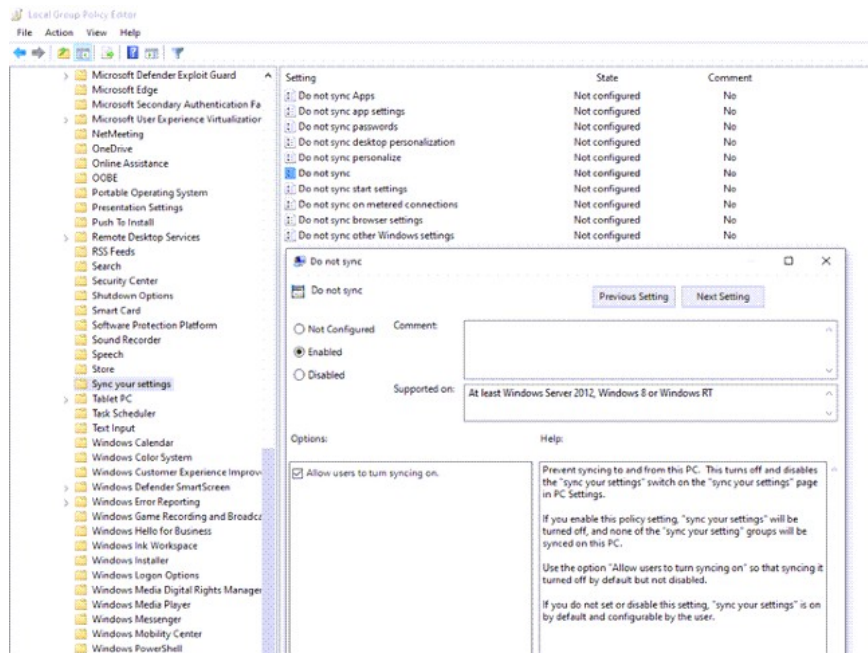 Local Group Policy Editor
File Action View Help
Microsoft Defender Exploit Guard
Microsoft Edge
Microsoft Secondary Authentication Fa
Microsoft User Experience Virtualization
NetMeeting
OneDrive
Online Assistance
OOBE
Portable Operating System
Presentation Settings
Push To Install
Remote Desktop Services
RSS Feeds
Search
Security Center
Shutdown Options
Smart Card
Software Protection Platform
Sound Recorder
Speech
Store
Sync your settings
Tablet PC
Task Scheduler
Text Input
Windows Calendar
Windows Color System
Windows Customer Experience Improv
Windows Defender SmartScreen
Windows Error Reporting
Windows Game Recording and Broadca
Windows Hello for Business
Windows Ink Workspace
Windows Installer
Windows Logon Options
Windows Media Digital Rights Manager
Windows Media Player
Windows Messenger
Windows Mobility Center
Windows PowerShell
Setting State Comment
Do not sync Apps Not configured No
Do not sync app settings Not configured No
Do not sync passwords Not configured No
Do not sync desktop personalization Not configured No
Do not sync personalize Not configured No
Do not sync Not configured No
Do not sync start settings Not configured No
Do not sync on metered connections Not configured No
Do not sync browser settings Not configured No
Do not sync other Windows settings Not configured No
Do not sync
Do not sync
Previous Setting Next Setting
Not Configured Comment:
Enabled
Disabled
Supported on: At least Windows Server 2012, Windows 8 or Windows RT
Options: Help:
Allow users to turn syncing on.
Prevent syncing to and from this PC. This turns off and disables
the "sync your settings" switch on the "sync your settings" page
in PC Settings.
If you enable this policy setting, "sync your settings" will be
turned off, and none of the "sync your setting" groups will be
synced on this PC.
Use the option "Allow users to turn syncing on" so that syncing it
turned off by default but not disabled.
If you do not set or disable this setting, "sync your settings" is on
by default and configurable by the user.